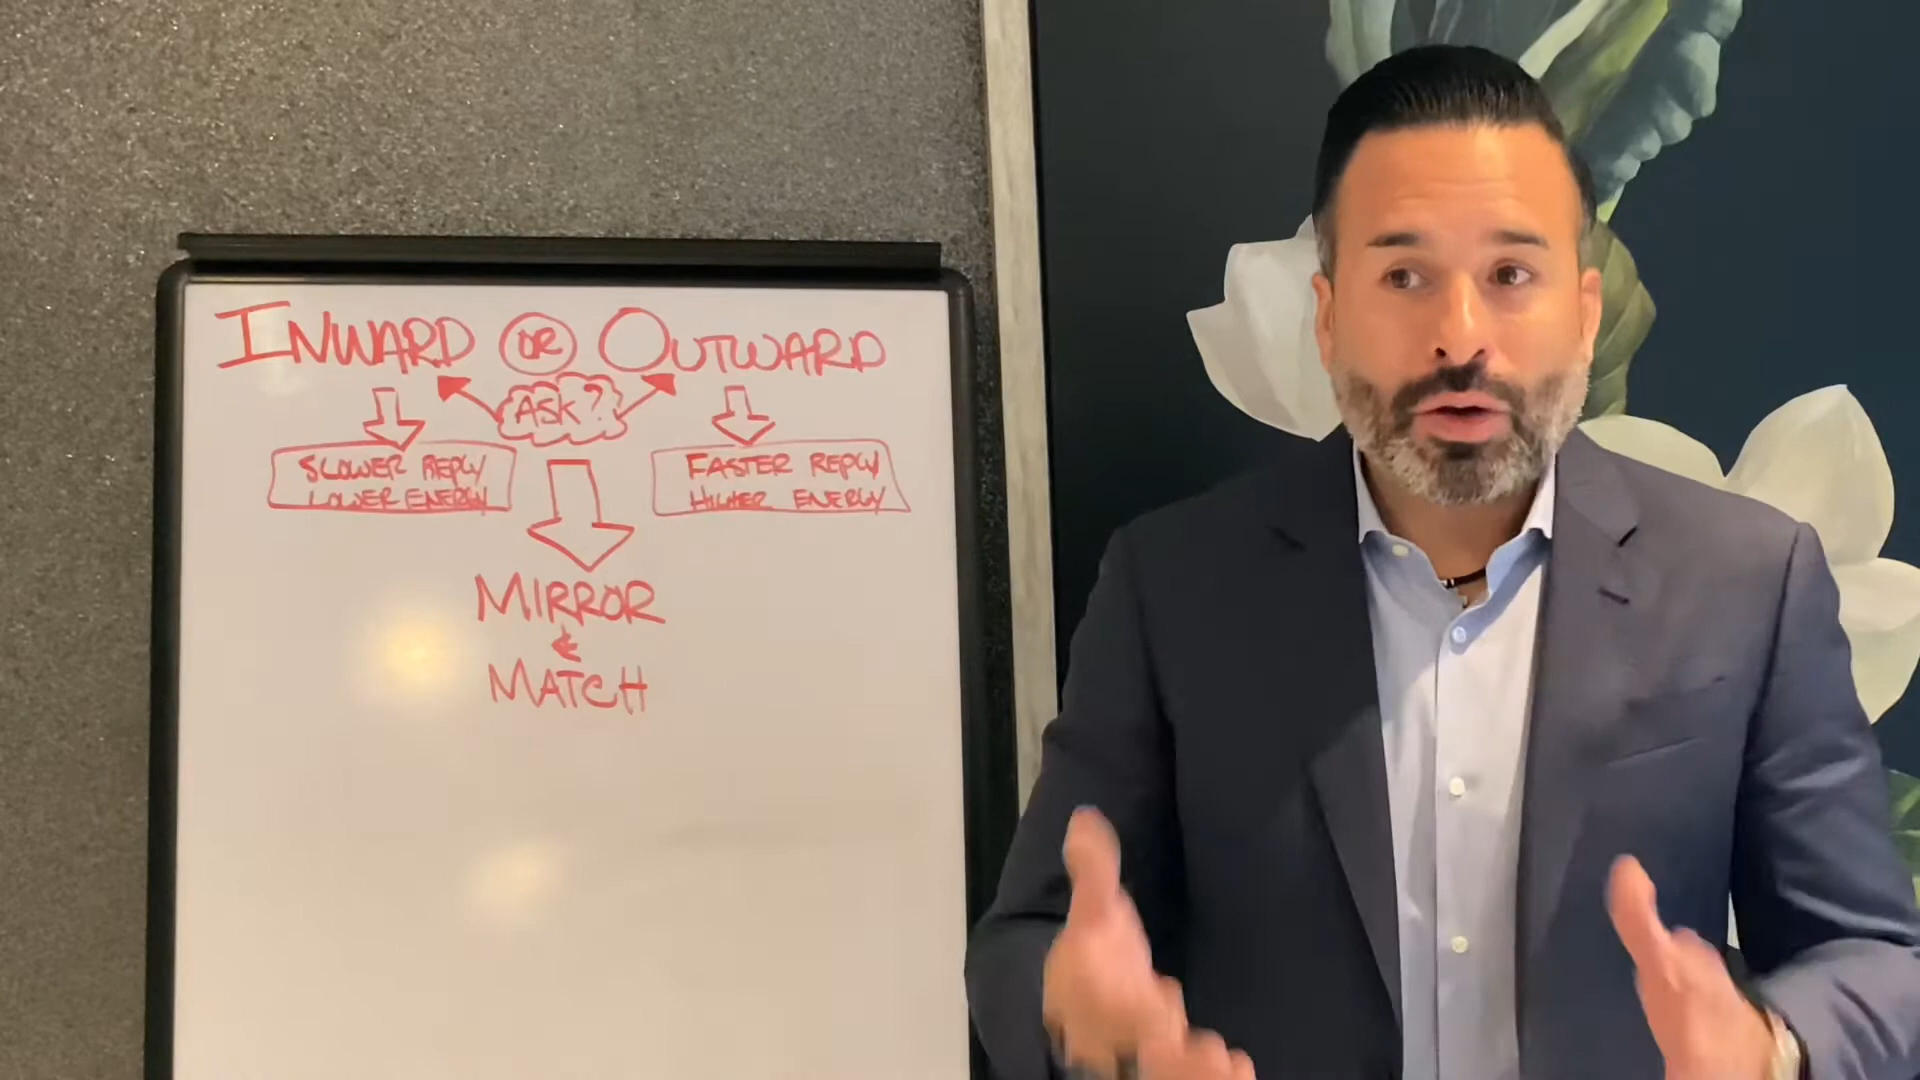 INWARD OR OUTWARD
ASK?
SLOWER REPLY
LOWER ENERGY
FASTER REPLY
HIGHER ENERGY
MIRROR
&
MATCH